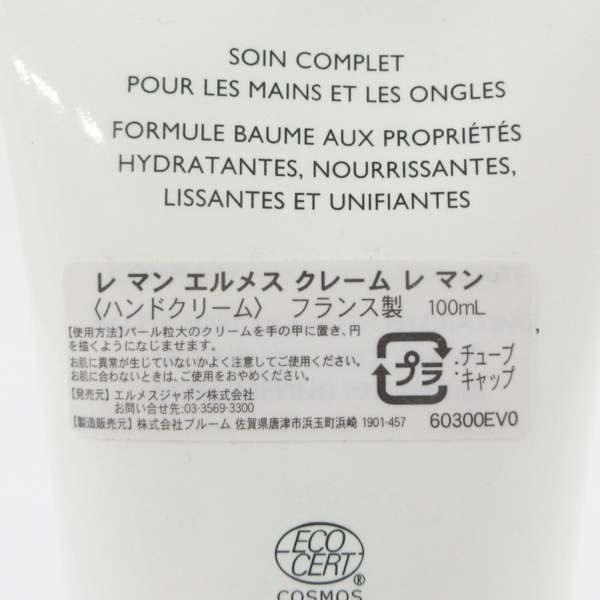 SOIN COMPLET
POUR LES MAINS ET LES ONGLES
FORMULE BAUME AUX PROPRIÉTÉS
HYDRATANTES, NOURRISSANTES,
LISSANTES ET UNIFIANTES
レ マン エルメス クレーム レ マン
〈ハンドクリーム〉 フランス製 100mL
【使用方法】パール粒大のクリームを手の甲に置き、円
を描くようになじませます。
お肌に異常が生じていないかよく注意してご使用ください。
お肌に合わないときは、ご使用をおやめください。
【発売元】エルメスジャポン株式会社
お問い合せ先:03-3569-3300
【製造販売元】株式会社ブルーム 佐賀県唐津市浜玉町浜崎 1901-457
プラ
:チューブ
キャップ
60300EV0
ECO
CERT
®
COSMOS